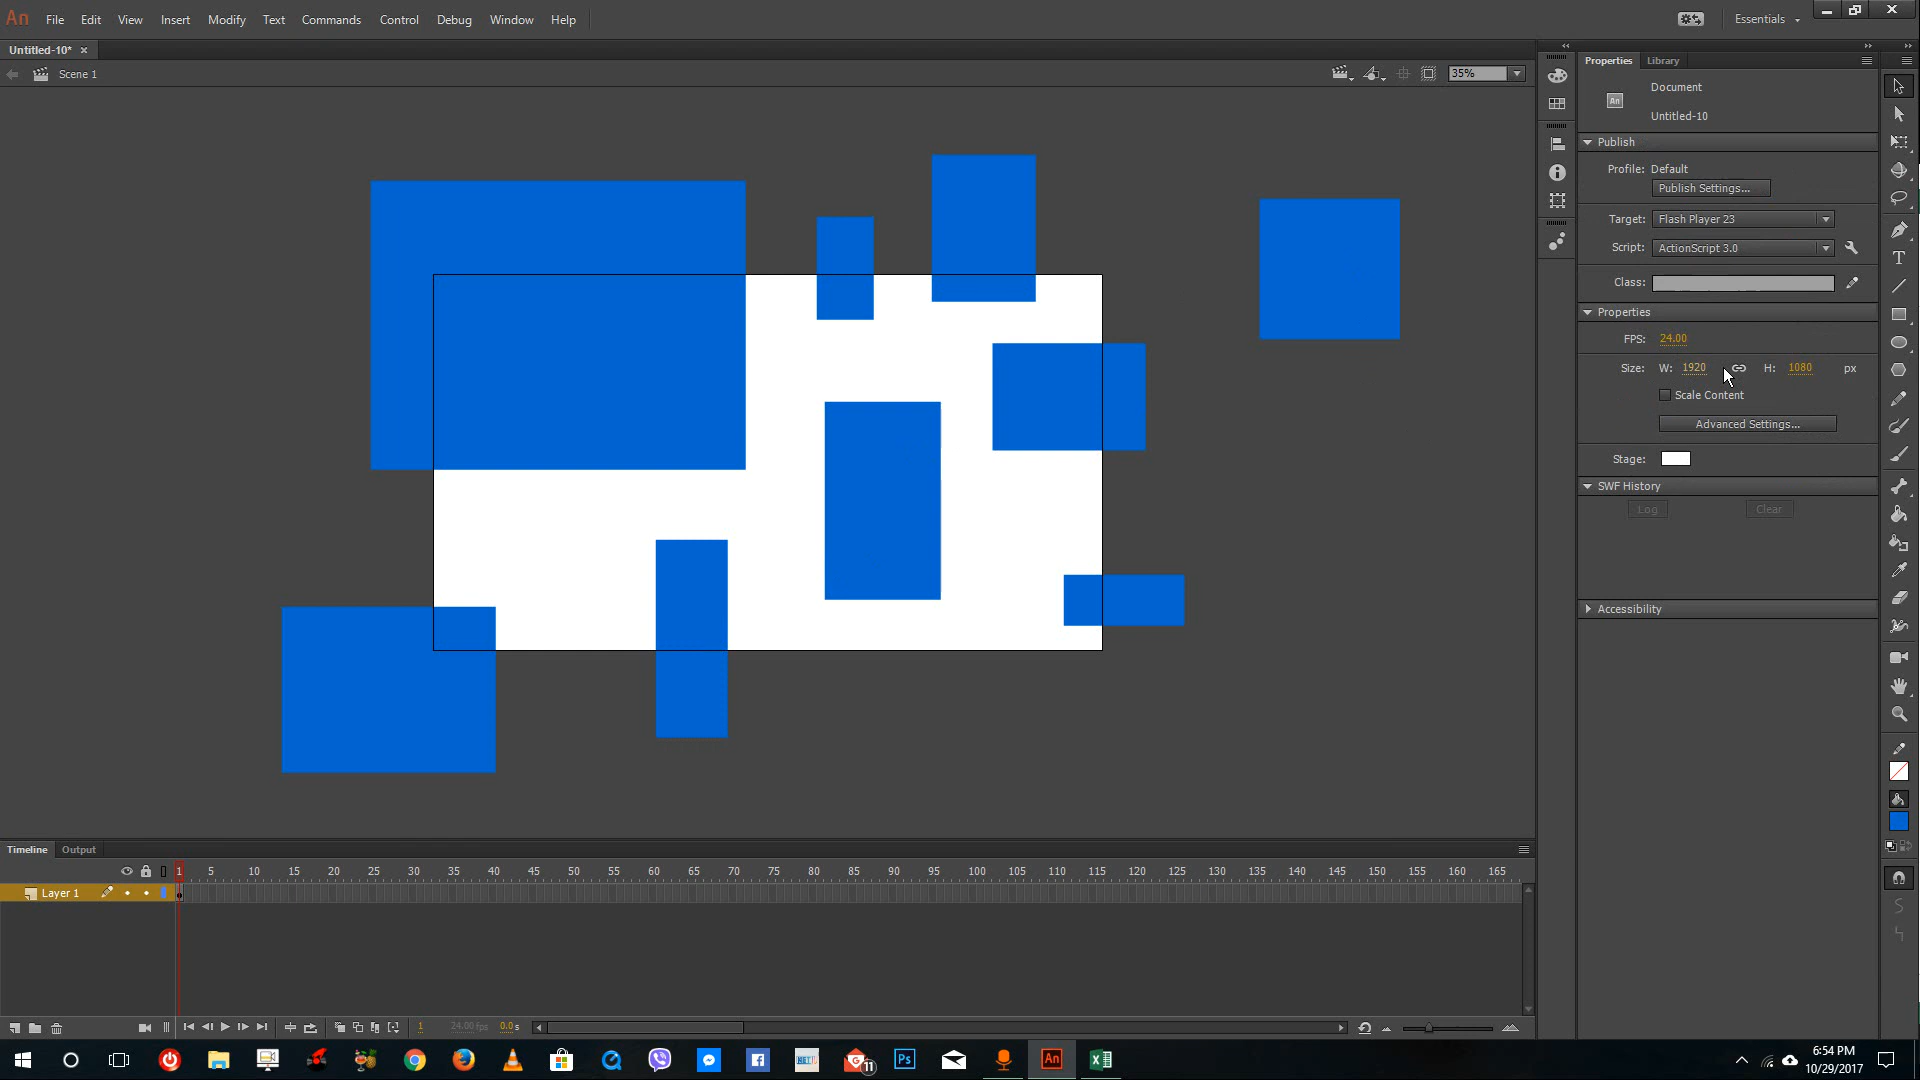 An File Edit View Insert Modify Text Commands Control Debug Window Help Essentials
Untitled-10* ×
Scene 1 35%
Properties Library
An Document
Untitled-10
Publish
Profile: Default
Publish Settings...
Target: Flash Player 23
Script: ActionScript 3.0
Class:
Properties
FPS: 24.00
Size: W: 1920 H: 1080 px
Scale Content
Advanced Settings...
Stage:
SWF History
Log Clear
Accessibility
Timeline Output
1 5 10 15 20 25 30 35 40 45 50 55 60 65 70 75 80 85 90 95 100 105 110 115 120 125 130 135 140 145 150 155 160 165
Layer 1
1 24.00 fps 0.0 s
11 Ps An
6:54 PM
10/29/2017